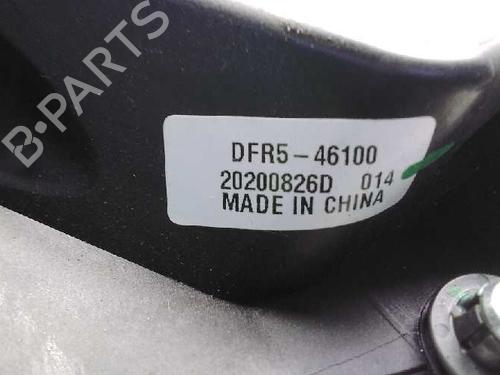 B-PARTS
DFR5-46100
20200826D 014
MADE IN CHINA